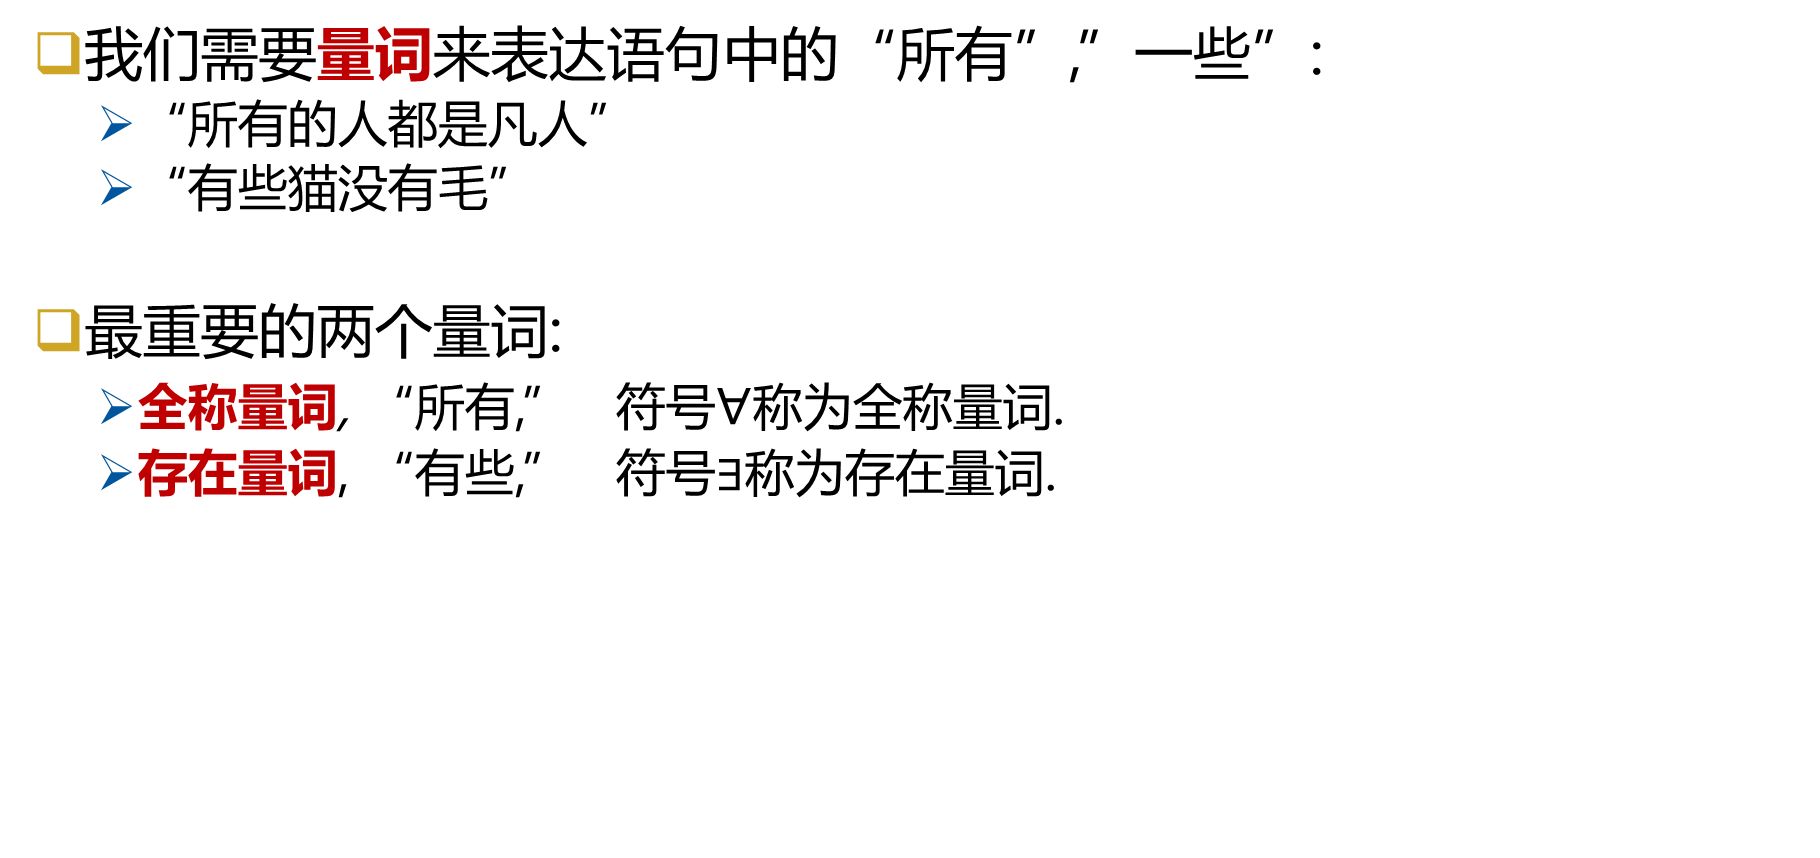 我们需要量词来表达语句中的“所有”,”一些”:
“所有的人都是凡人”
“有些猫没有毛”
最重要的两个量词:
全称量词, “所有,” 符号∀称为全称量词.
存在量词, “有些,” 符号∃称为存在量词.